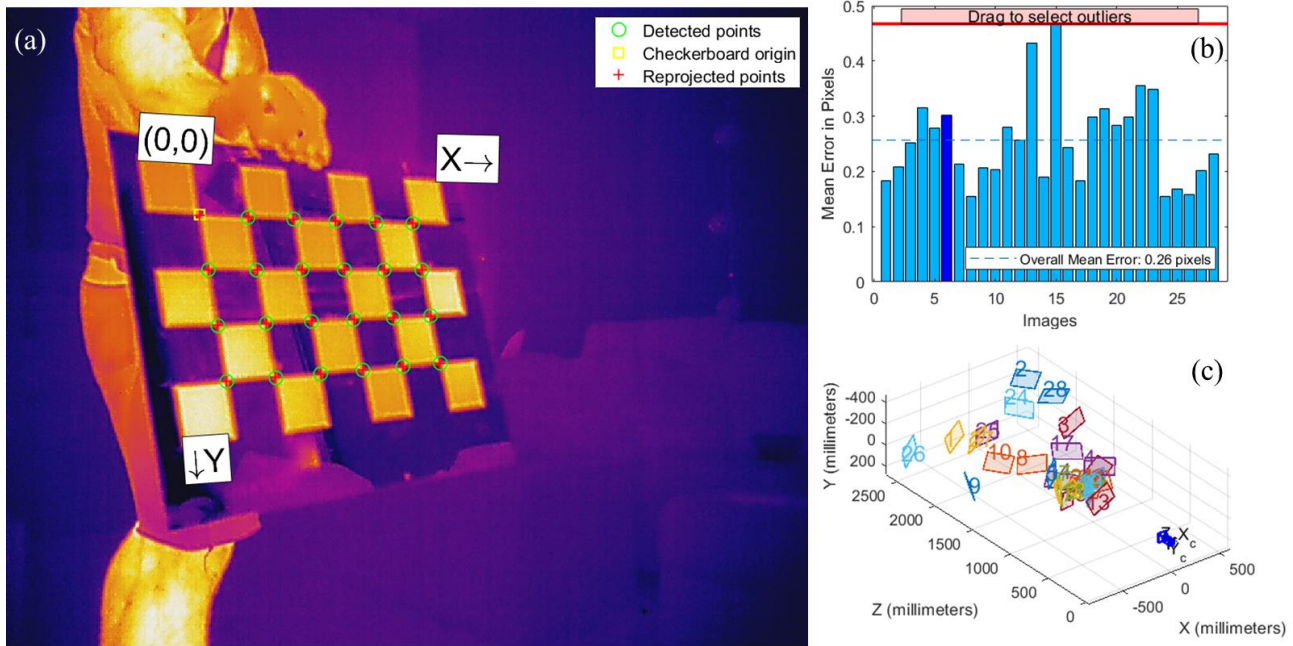 (a)
Detected points
Checkerboard origin
Reprojected points
(0,0)
X→
↓Y
(b)
Drag to select outliers
0.5
0.4
0.3
0.2
0.1
0
Mean Error in Pixels
Overall Mean Error: 0.26 pixels
0 5 10 15 20 25
Images
(c)
-400
-200
0
200
Y (millimeters)
2500
2000
1500
1000
500
0
Z (millimeters)
-500
0
500
X (millimeters)
2
28
24
3
26
17
10
8
9
13
X_c
Y_c